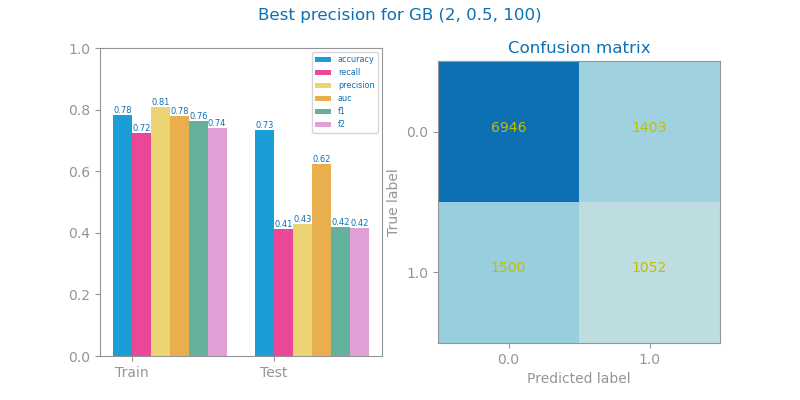 Best precision for GB (2, 0.5, 100)
1.0
0.8
0.6
0.4
0.2
0.0
0.78
0.72
0.81
0.78
0.76
0.74
0.73
0.41
0.43
0.62
0.42
0.42
accuracy
recall
precision
auc
f1
f2
Train
Test
Confusion matrix
True label
0.0
1.0
6946
1403
1500
1052
0.0
1.0
Predicted label